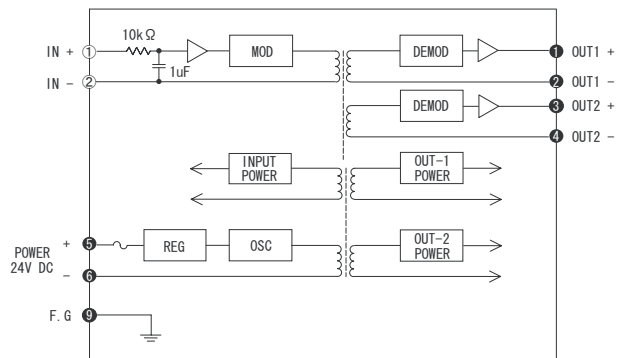 10kΩ
IN + ① MOD DEMOD ❶ OUT1 +
1uF
IN - ② ❷ OUT1 -
DEMOD ❸ OUT2 +
❹ OUT2 -
INPUT POWER
OUT-1 POWER
POWER 24V DC
+ ❺ REG OSC
OUT-2 POWER
- ❻
F.G ❾